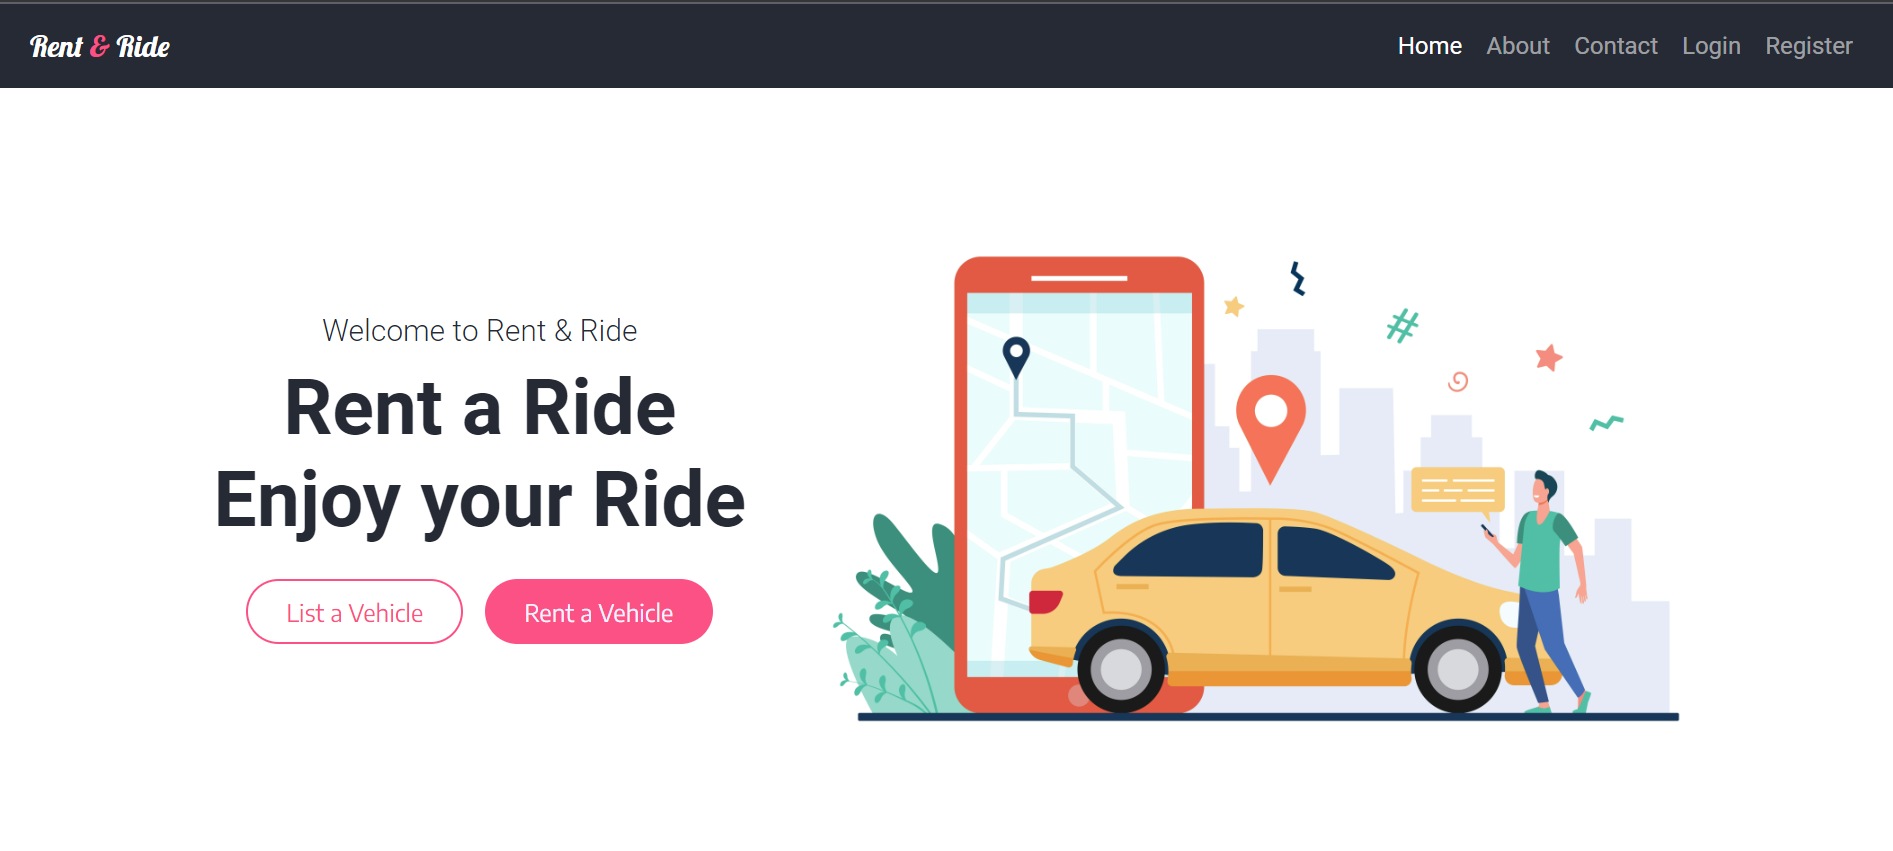 Rent & Ride
Home About Contact Login Register
Welcome to Rent & Ride
Rent a Ride
Enjoy your Ride
List a Vehicle Rent a Vehicle